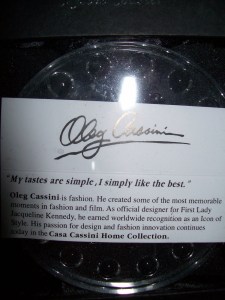 Oleg Cassini
"My tastes are simple, I simply like the best."
Oleg Cassini is fashion. He created some of the most memorable
moments in fashion and film. As official designer for First Lady
Jacqueline Kennedy, he earned worldwide recognition as an Icon of
Style. His passion for design and fashion innovation continues
today in the Casa Cassini Home Collection.